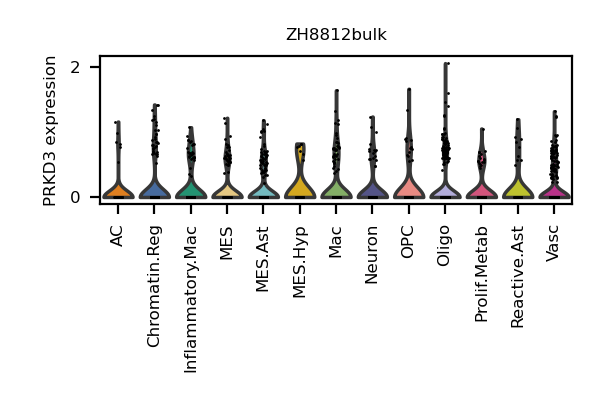 ZH8812bulk
PRKD3 expression
2
0
AC
Chromatin.Reg
Inflammatory.Mac
MES
MES.Ast
MES.Hyp
Mac
Neuron
OPC
Oligo
Prolif.Metab
Reactive.Ast
Vasc